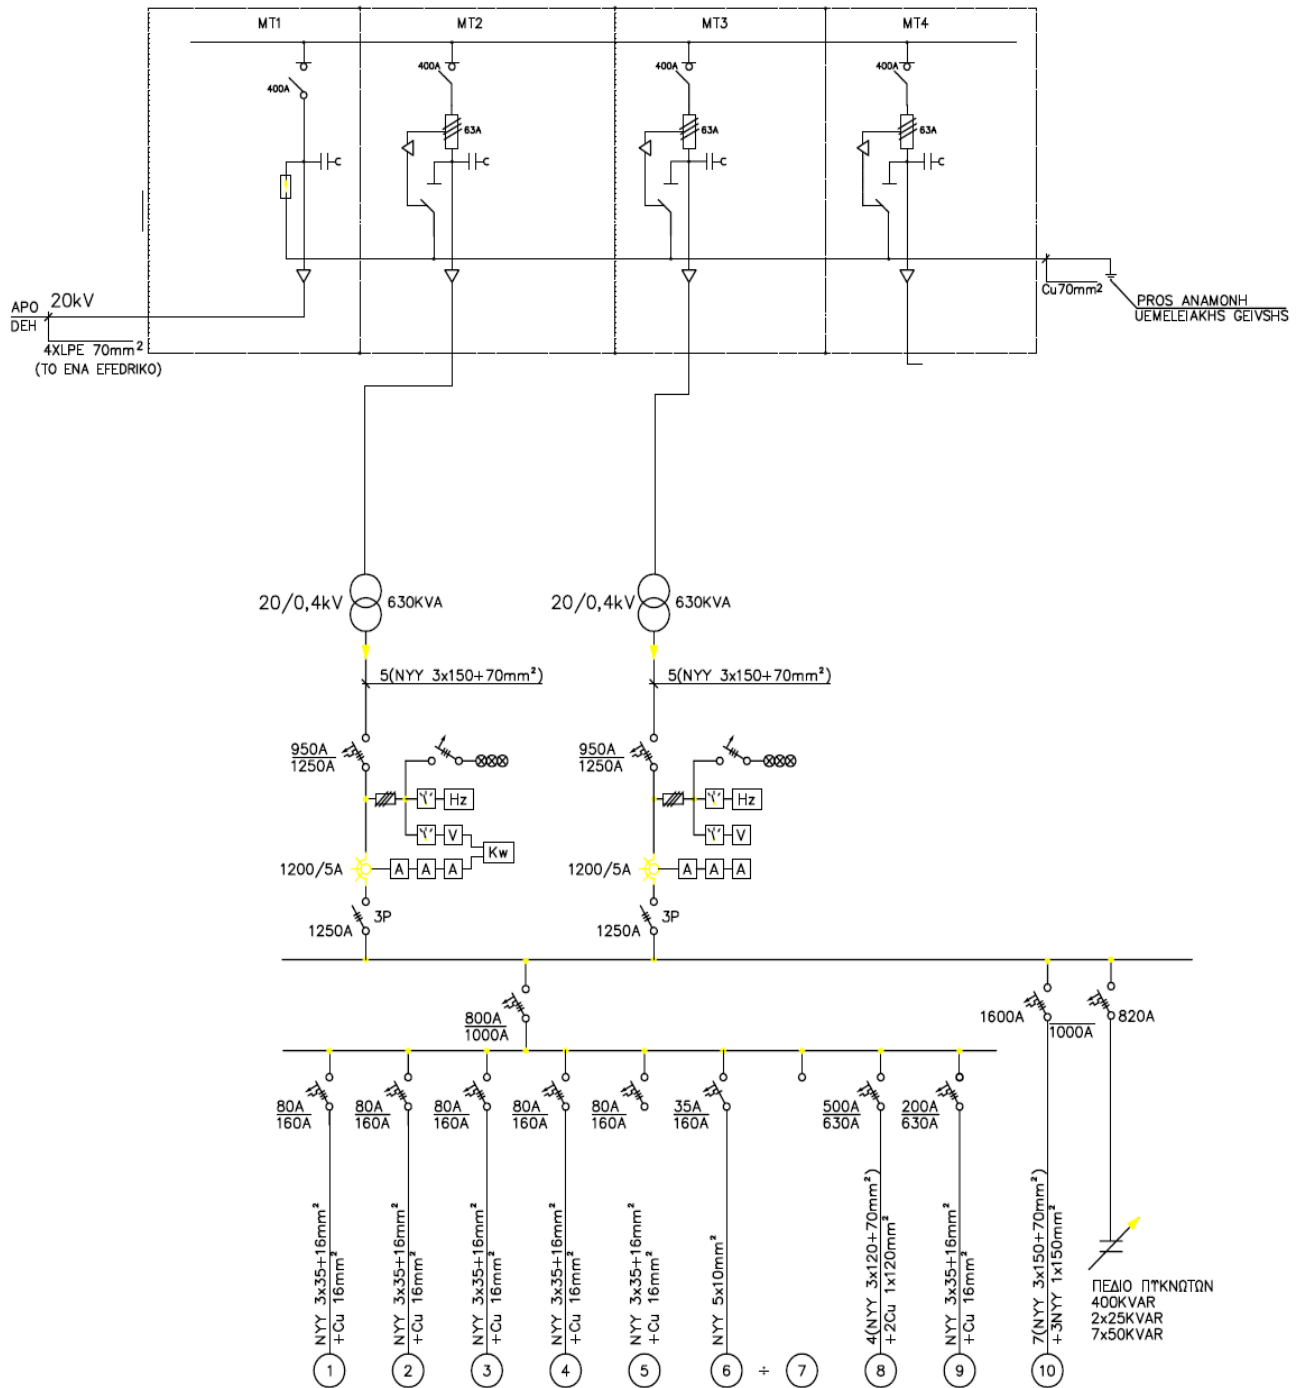 MT1 MT2 MT3 MT4
400A 400A 400A
400A
63A 63A 63A
C C C
APO 20kV
DEH
4XLPE 70mm²
(TO ENA EFEDRIKO)
Cu70mm²
PROS ANAMONH
UEMELEIAKHS GEIVSHS
20/0,4kV 630KVA 20/0,4kV 630KVA
5(NYY 3x150+70mm²) 5(NYY 3x150+70mm²)
950A 950A
1250A 1250A
Hz Hz
V V
Kw
1200/5A A A A 1200/5A A A A
3P 3P
1250A 1250A
800A
1000A
1600A
1000A
820A
80A 80A 80A 80A 80A 35A 500A 200A
160A 160A 160A 160A 160A 160A 630A 630A
NYY 3x35+16mm²
+Cu 16mm²
NYY 3x35+16mm²
+Cu 16mm²
NYY 3x35+16mm²
+Cu 16mm²
NYY 3x35+16mm²
+Cu 16mm²
NYY 3x35+16mm²
+Cu 16mm²
NYY 5x10mm²
4(NYY 3x120+70mm²)
+2Cu 1x120mm²
NYY 3x35+16mm²
+Cu 16mm²
7(NYY 3x150+70mm²)
+3NYY 1x150mm²
ΠΕΔΙΟ ΠΥΚΝΩΤΩΝ
400KVAR
2x25KVAR
7x50KVAR
1 2 3 4 5 6 ÷ 7 8 9 10